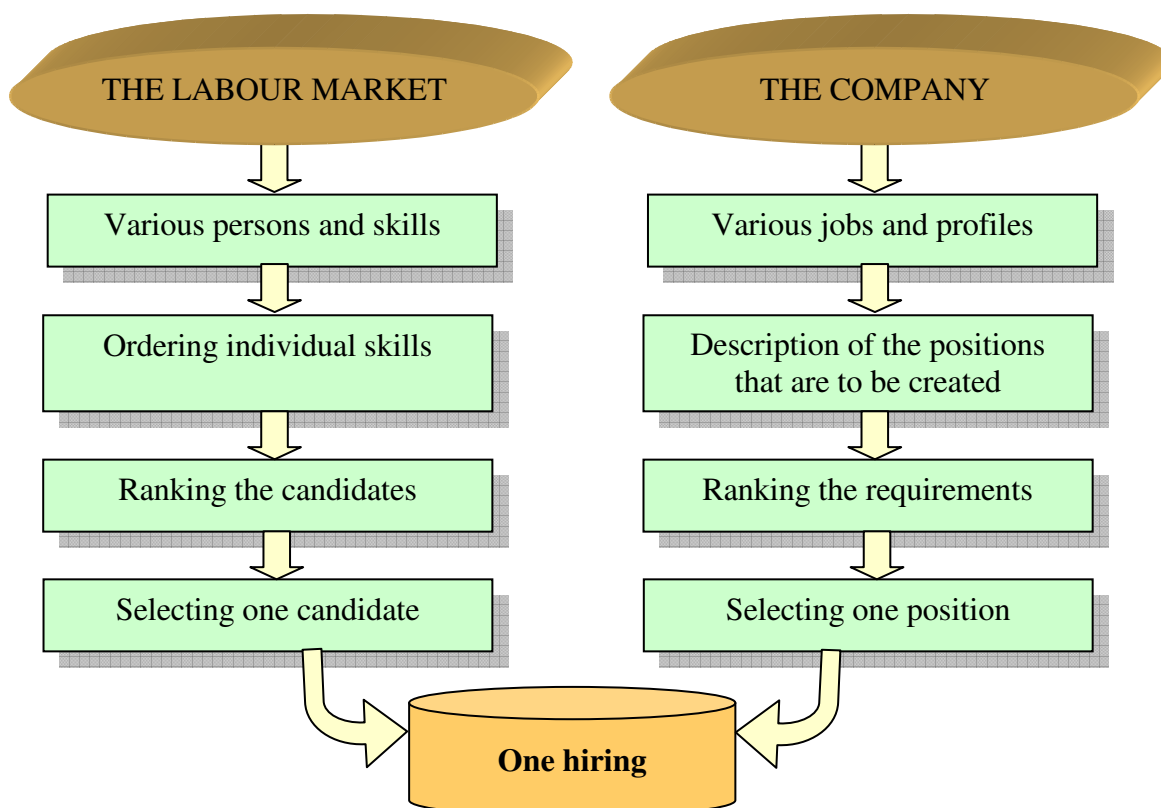 THE LABOUR MARKET
Various persons and skills
Ordering individual skills
Ranking the candidates
Selecting one candidate
THE COMPANY
Various jobs and profiles
Description of the positions
that are to be created
Ranking the requirements
Selecting one position
One hiring